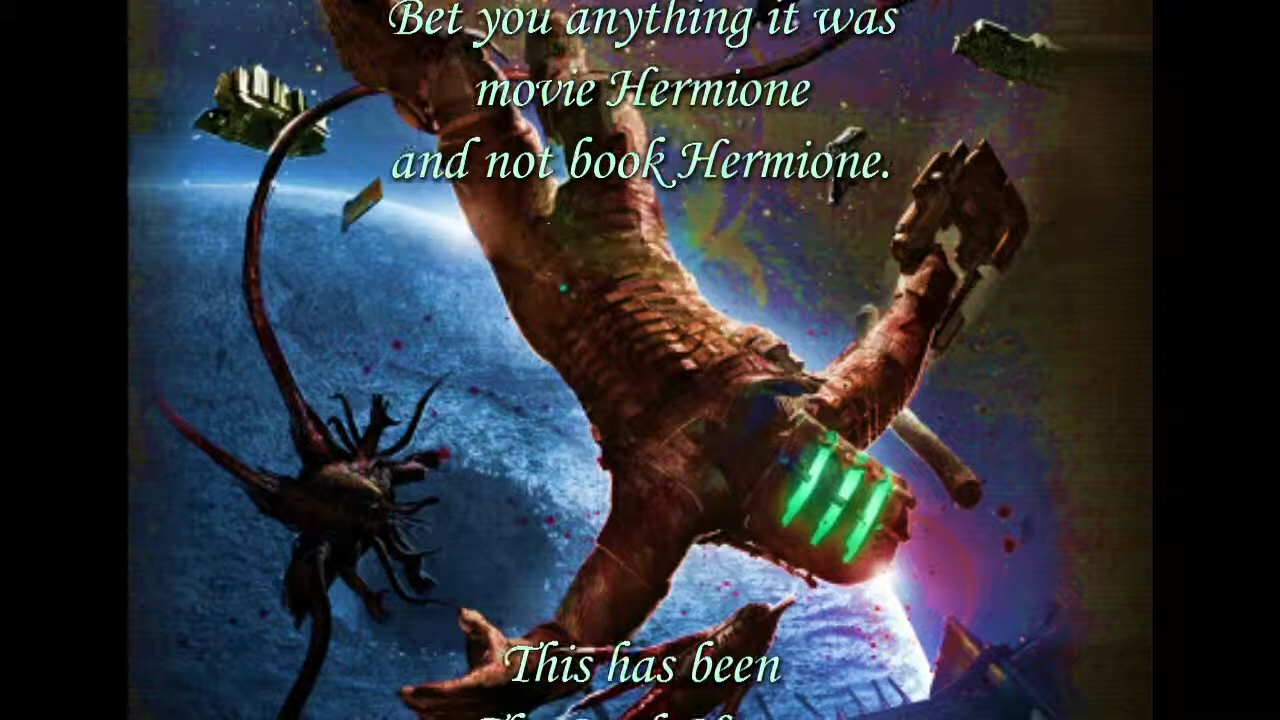 Bet you anything it was
movie Hermione
and not book Hermione.
This has been